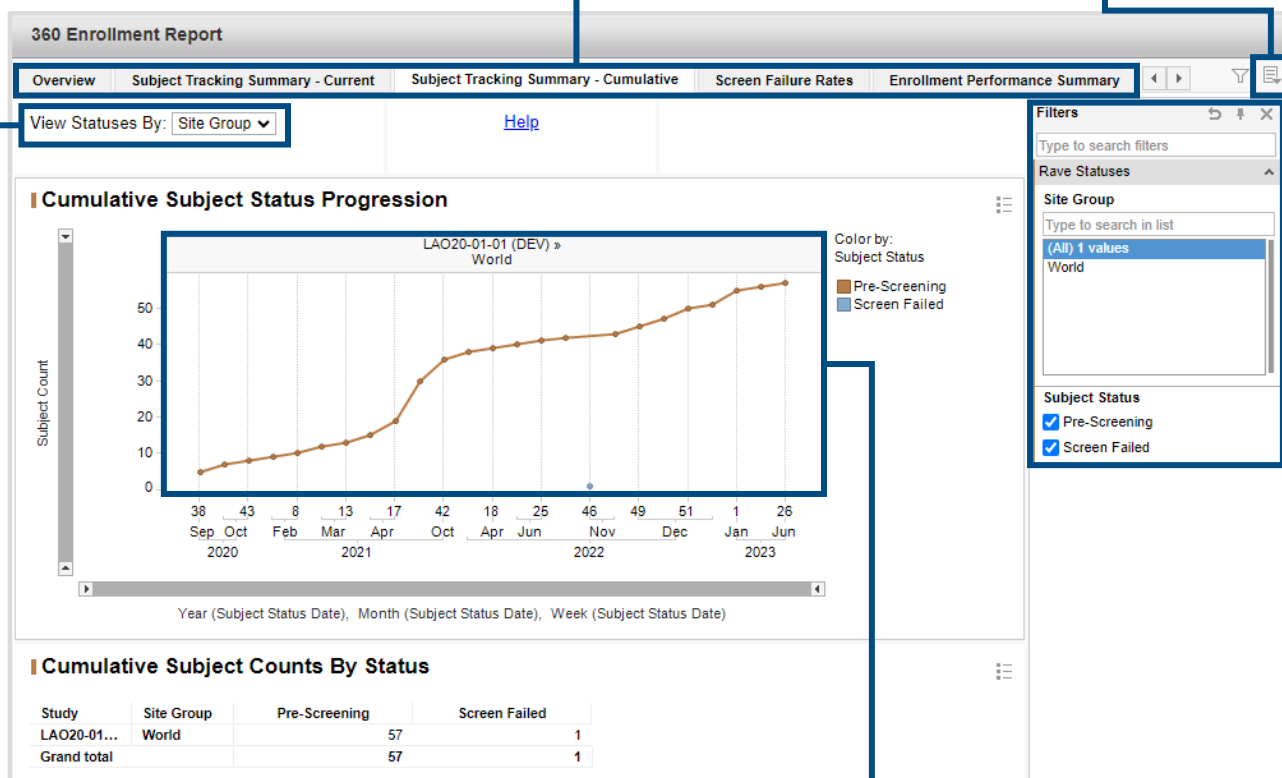 360 Enrollment Report
Overview Subject Tracking Summary - Current Subject Tracking Summary - Cumulative Screen Failure Rates Enrollment Performance Summary
View Statuses By: Site Group
Help
Cumulative Subject Status Progression
LAO20-01-01 (DEV) »
World
Color by:
Subject Status
Pre-Screening
Screen Failed
Subject Count
50
40
30
20
10
0
38 43 8 13 17 42 18 25 46 49 51 1 26
Sep Oct Feb Mar Apr Oct Apr Jun Nov Dec Jan Jun
2020 2021 2022 2023
Year (Subject Status Date), Month (Subject Status Date), Week (Subject Status Date)
Cumulative Subject Counts By Status
Study Site Group Pre-Screening Screen Failed
LAO20-01... World 57 1
Grand total 57 1
Filters
Type to search filters
Rave Statuses
Site Group
Type to search in list
(All) 1 values
World
Subject Status
Pre-Screening
Screen Failed